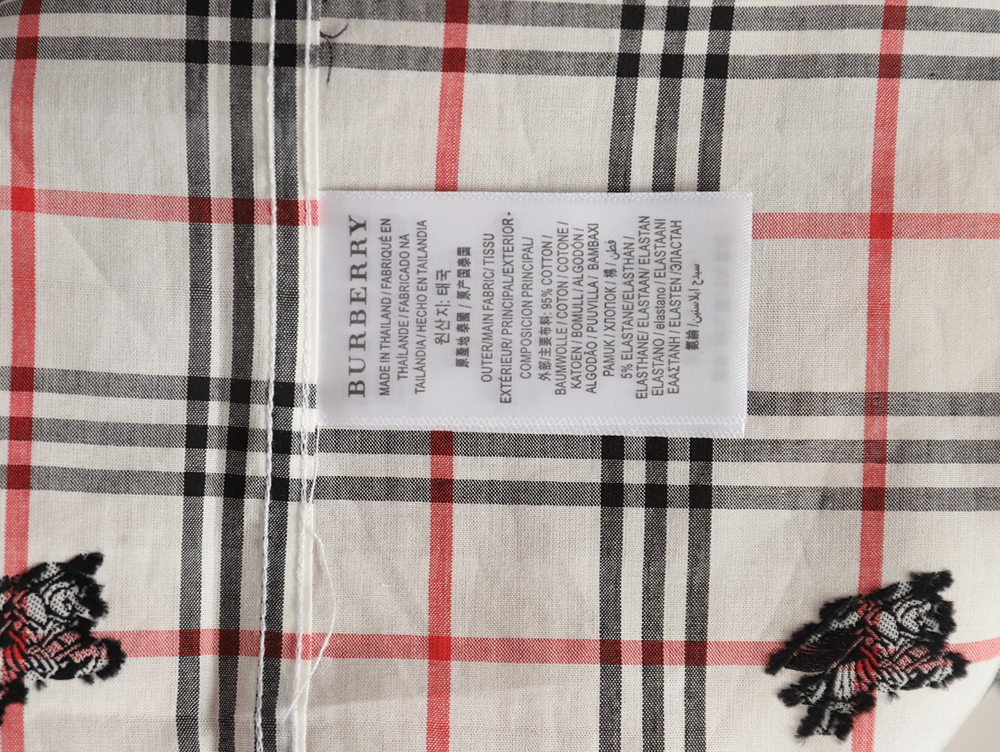 BURBERRY
MADE IN THAILAND / FABRIQUÉ EN
THAÏLANDE / FABRICADO NA
TAILÂNDIA / HECHO EN TAILANDIA
원산지: 태국
原產地 泰國 / 原产国泰国
OUTER/MAIN FABRIC/TISSU
EXTÉRIEUR/ PRINCIPAL/EXTERIOR-
COMPOSICION PRINCIPAL/
外部/主要布料: 95% COTTON/
BAUMWOLLE / COTON / COTONE /
KATOEN / BOMULL / ALGODÓN /
ALGODÃO / PUUVILLA / BAMBAXI
PAMUK / ХЛОПОК / 棉 / قطن /
5% ELASTANE/ELASTHAN /
ELASTHANE/ ELASTAAN/ ELASTAN
ELASTANO / elastano / ELASTAANI
ΕΛΑΣΤΑΝΗ / ELASTEN / ЭЛАСТАН
氨綸 /